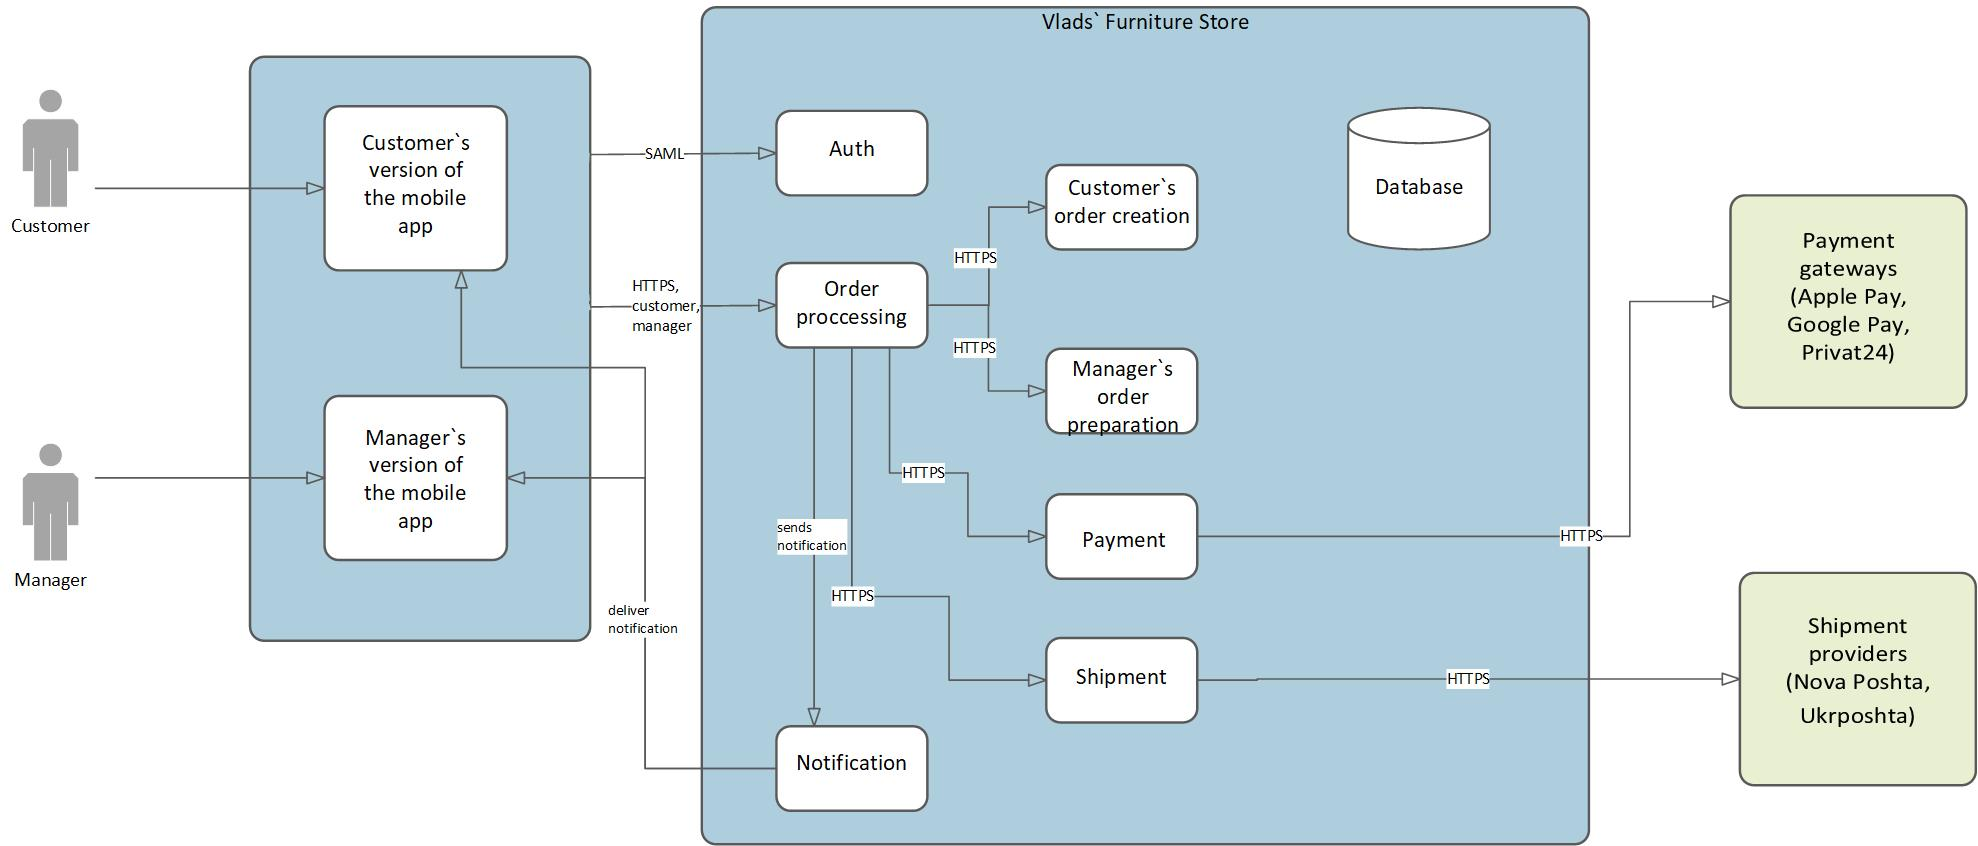 Vlads` Furniture Store
Customer
Manager
Customer`s
version of
the mobile
app
Manager`s
version of
the mobile
app
SAML
HTTPS,
customer,
manager
deliver
notification
Auth
Order
proccessing
HTTPS
HTTPS
Customer`s
order creation
Manager`s
order
preparation
Database
HTTPS
sends
notification
HTTPS
Payment
HTTPS
Shipment
HTTPS
Notification
Payment
gateways
(Apple Pay,
Google Pay,
Privat24)
Shipment
providers
(Nova Poshta,
Ukrposhta)